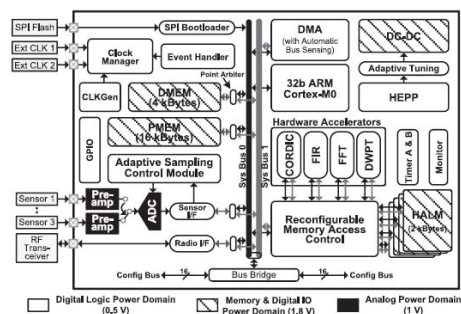 SPI Flash
Ext CLK 1
Ext CLK 2
SPI Bootloader
Clock
Manager
Event Handler
Point Arbiter
CLKGen
DMEM
(4 kBytes)
PMEM
(16 kBytes)
GPIO
Adaptive Sampling
Control Module
Sensor 1
:
Sensor 3
RF
Trans-
ceiver
Pre-
amp
Pre-
amp
ADC
Sensor
I/F
Radio I/F
Sys Bus 0
Sys Bus 1
DMA
(with Automatic
Bus Sensing)
32b ARM
Cortex-M0
DC-DC
Adaptive Tuning
HEPP
Hardware Accelerators
CORDIC
FIR
FFT
DWPT
Timer A & B
Monitor
Reconfigurable
Memory Access
Control
HALM
(2 kBytes)
Config Bus
16
Bus Bridge
16
Config Bus
Digital Logic Power Domain
(0.5 V)
Memory & Digital IO
Power Domain (1.8 V)
Analog Power Domain
(1 V)